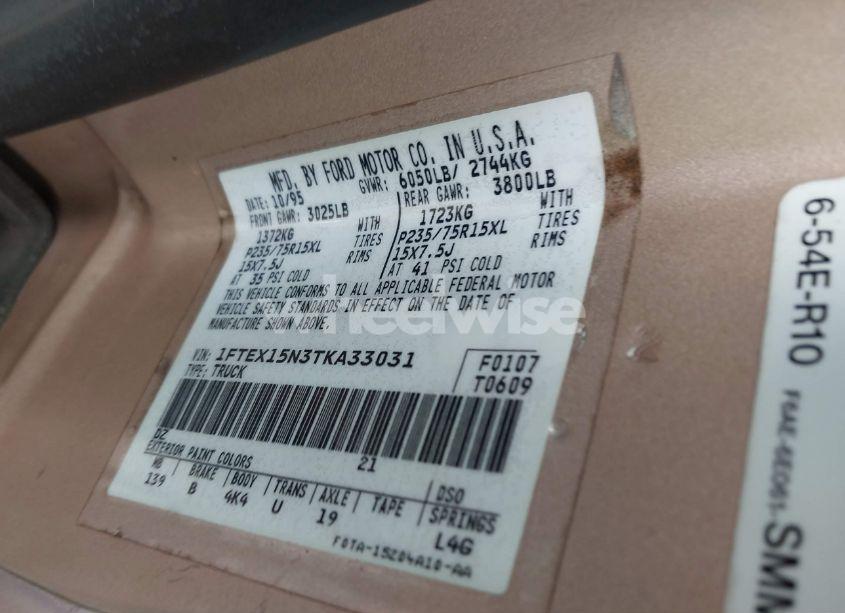 MFD. BY FORD MOTOR CO. IN U.S.A.
DATE: 10/95 GVWR: 6050LB/ 2744KG
FRONT GAWR: 3025LB REAR GAWR: 3800LB
1372KG WITH 1723KG WITH
P235/75R15XL TIRES P235/75R15XL TIRES
15X7.5J RIMS 15X7.5J RIMS
AT 35 PSI COLD AT 41 PSI COLD
THIS VEHICLE CONFORMS TO ALL APPLICABLE FEDERAL MOTOR
VEHICLE SAFETY STANDARDS IN EFFECT ON THE DATE OF
MANUFACTURE SHOWN ABOVE.
VIN: 1FTEX15N3TKA33031 F0107
TYPE: TRUCK T0609
DZ
EXTERIOR PAINT COLORS 21 DSO
WB BRAKE BODY TRANS AXLE TAPE SPRINGS
139 B 4K4 U 19 L4G
F0TA-15204A10-AA
6-54E-R10
F6AE-6E061-
SMM
heelwise